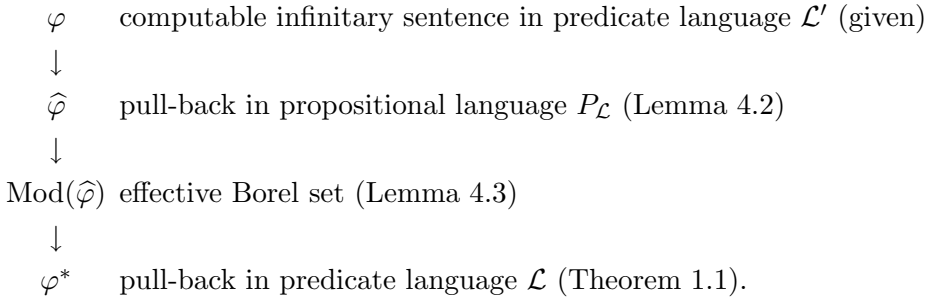 φ computable infinitary sentence in predicate language ℒ′ (given)
↓
φ̂ pull-back in propositional language P_ℒ (Lemma 4.2)
↓
Mod(φ̂) effective Borel set (Lemma 4.3)
↓
φ* pull-back in predicate language ℒ (Theorem 1.1).